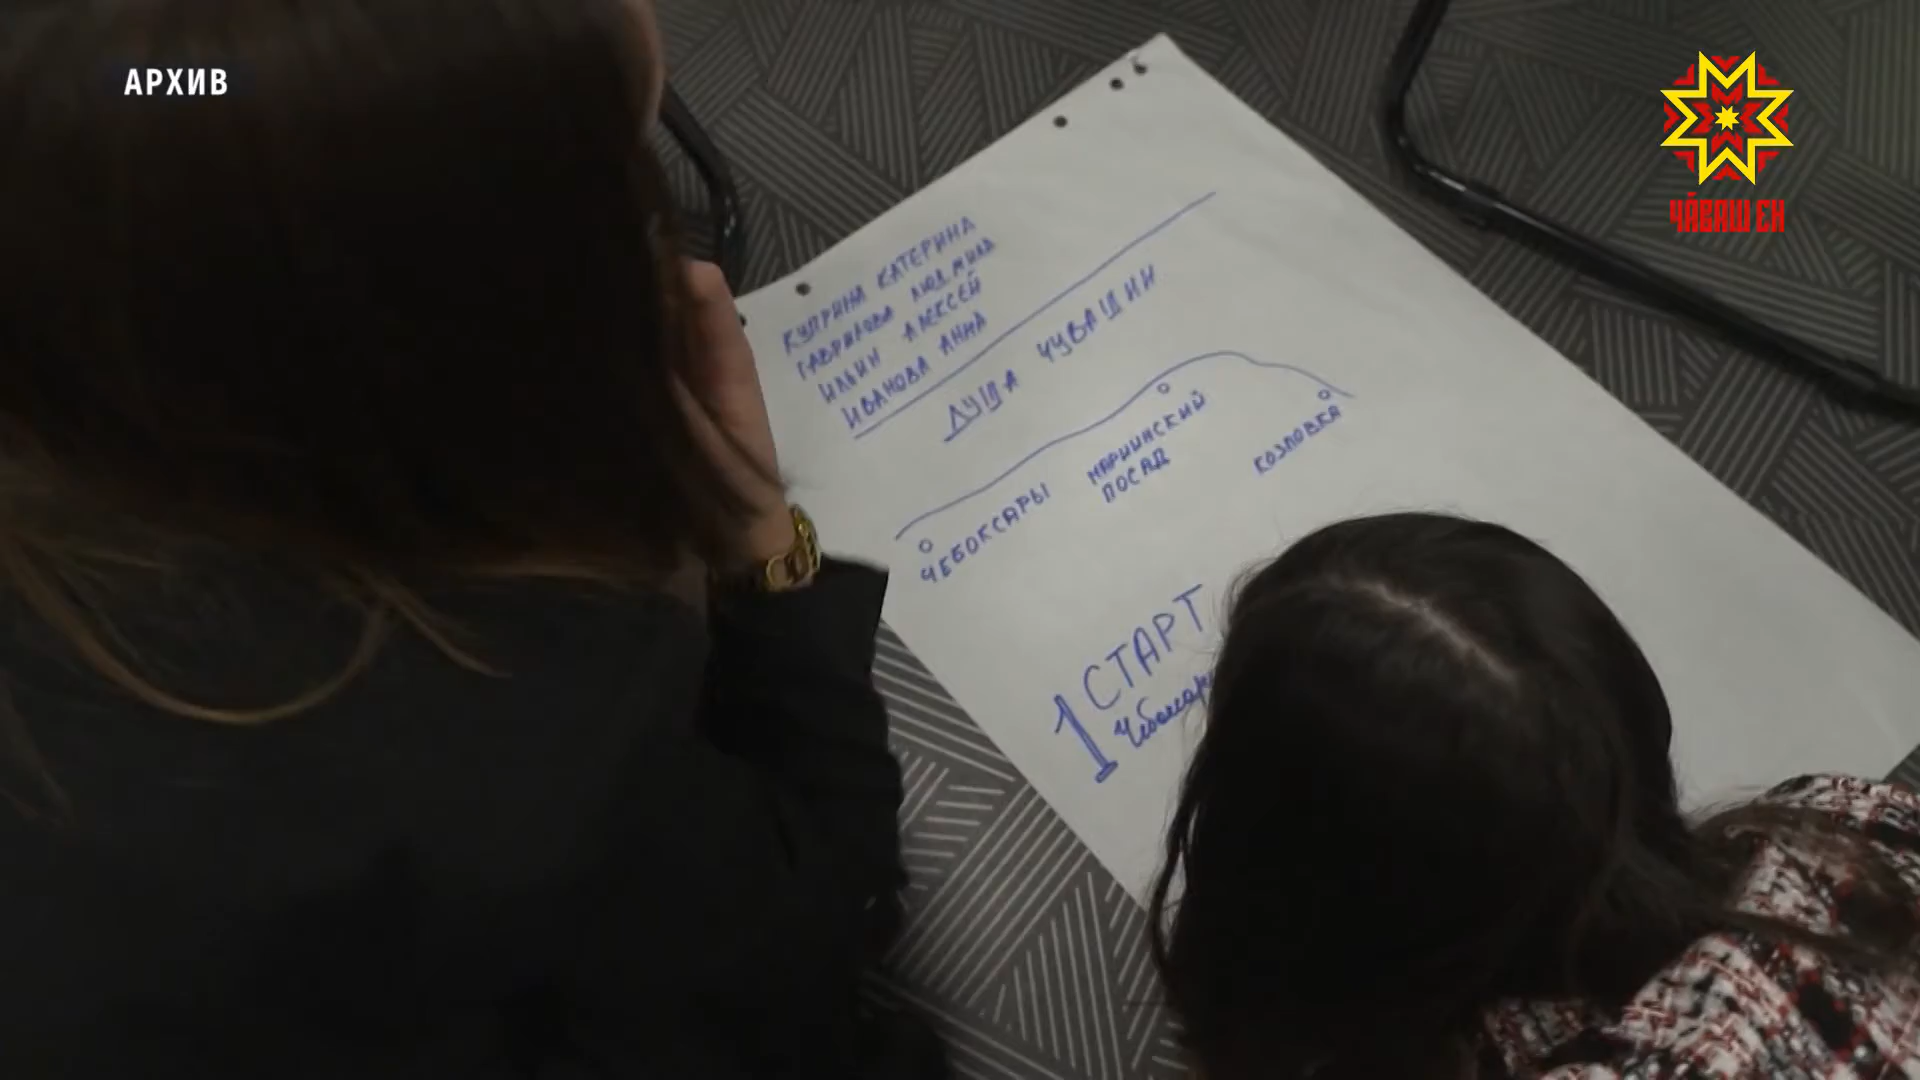 АРХИВ
ЧӐВАШ ЕН
КУПРИНА КАТЕРИНА
ГАВРИЛОВА ЛЮДМИЛА
ИЛЬИН АЛЕКСЕЙ
ИВАНОВА АННА
ДУША ЧУВАШИИ
ЧЕБОКСАРЫ
МАРИИНСКИЙ
ПОСАД
КОЗЛОВКА
1 СТАРТ